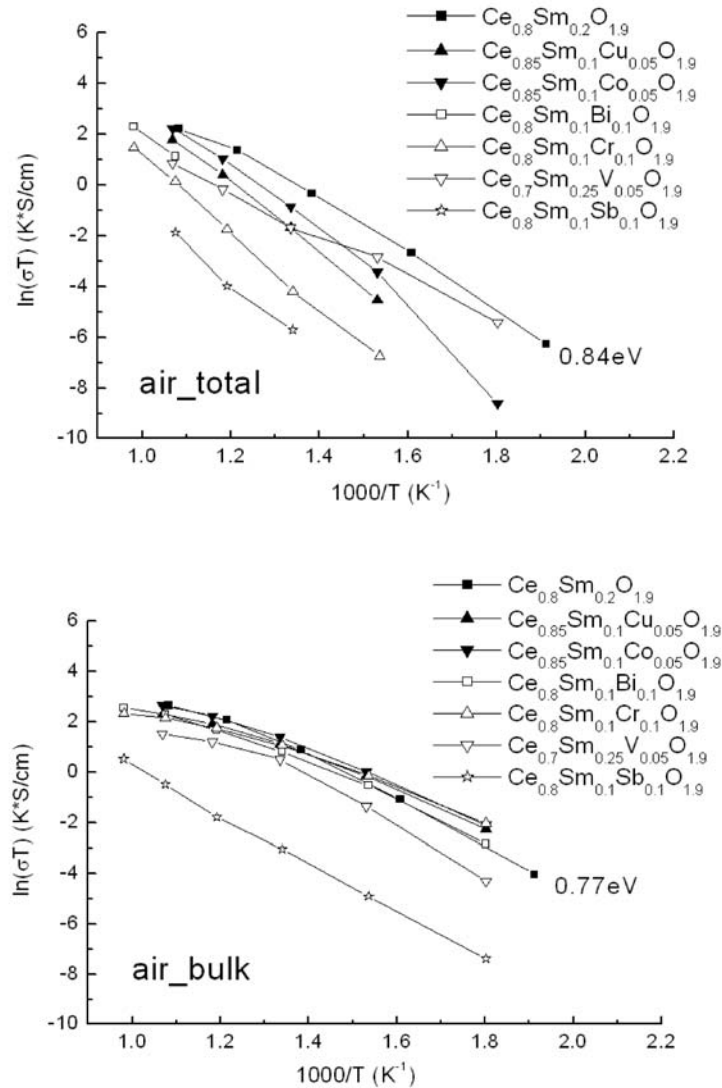 Ce0.8Sm0.2O1.9
Ce0.85Sm0.1Cu0.05O1.9
Ce0.85Sm0.1Co0.05O1.9
Ce0.8Sm0.1Bi0.1O1.9
Ce0.8Sm0.1Cr0.1O1.9
Ce0.7Sm0.25V0.05O1.9
Ce0.8Sm0.1Sb0.1O1.9
6
4
2
0
-2
-4
-6
-8
-10
ln(σT) (K*S/cm)
0.84eV
air_total
1.0 1.2 1.4 1.6 1.8 2.0 2.2
1000/T (K-1)
Ce0.8Sm0.2O1.9
Ce0.85Sm0.1Cu0.05O1.9
Ce0.85Sm0.1Co0.05O1.9
Ce0.8Sm0.1Bi0.1O1.9
Ce0.8Sm0.1Cr0.1O1.9
Ce0.7Sm0.25V0.05O1.9
Ce0.8Sm0.1Sb0.1O1.9
6
4
2
0
-2
-4
-6
-8
-10
ln(σT) (K*S/cm)
0.77eV
air_bulk
1.0 1.2 1.4 1.6 1.8 2.0 2.2
1000/T (K-1)